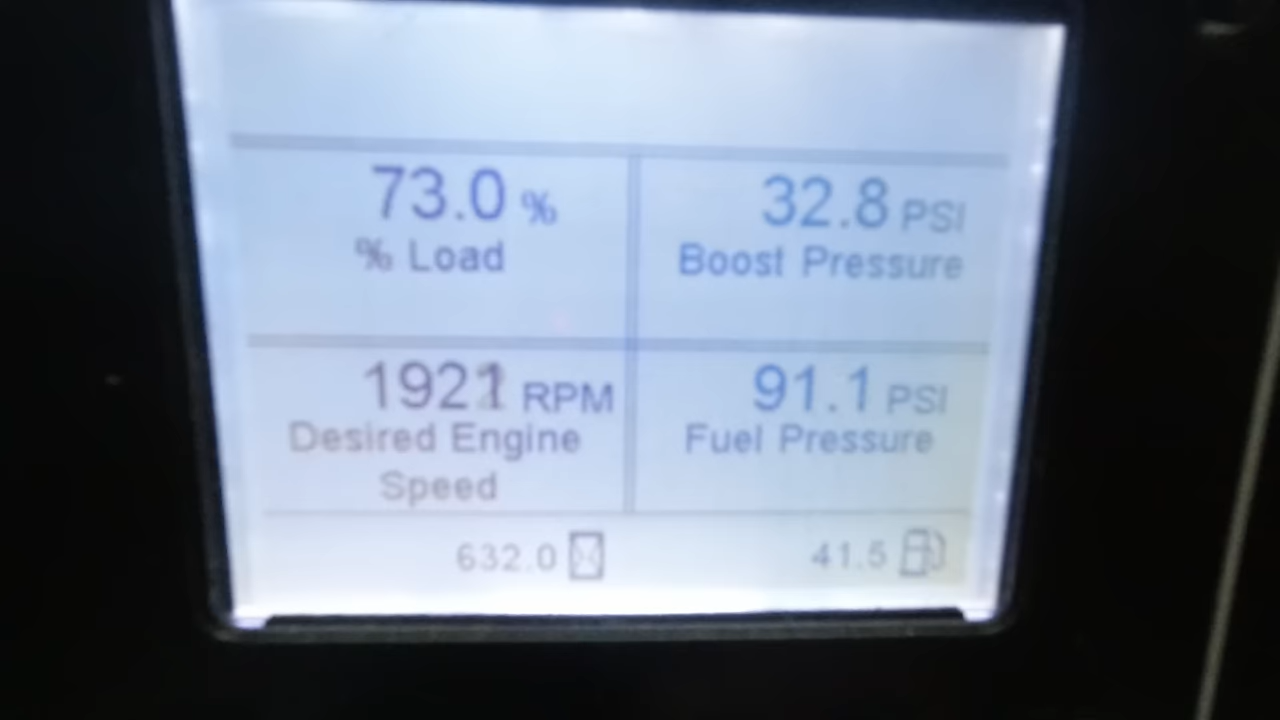 73.0 %
% Load
32.8 PSI
Boost Pressure
1921 RPM
Desired Engine
Speed
91.1 PSI
Fuel Pressure
632.0
41.5